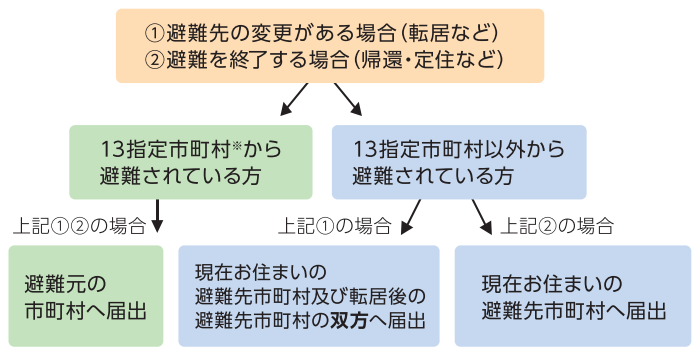 ①避難先の変更がある場合（転居など）
②避難を終了する場合（帰還・定住など）
13指定市町村※から
避難されている方
13指定市町村以外から
避難されている方
上記①②の場合
上記①の場合
上記②の場合
避難元の
市町村へ届出
現在お住まいの
避難先市町村及び転居後の
避難先市町村の双方へ届出
現在お住まいの
避難先市町村へ届出